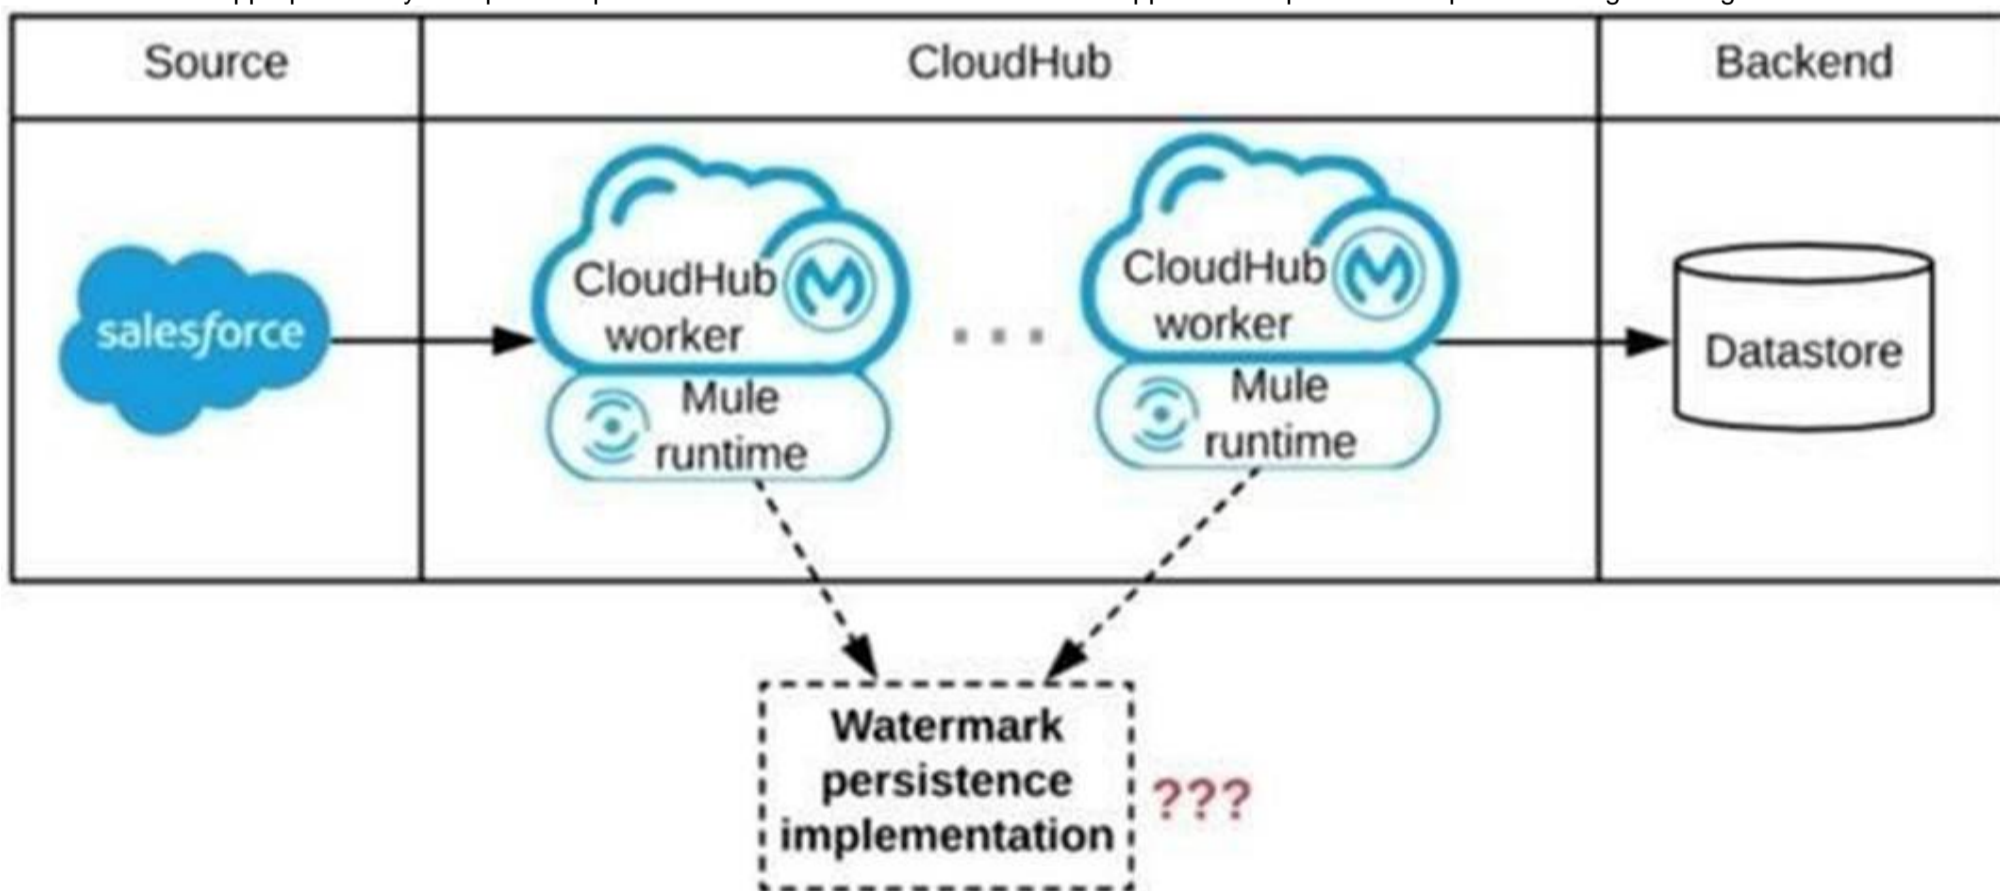 Source
CloudHub
Backend
salesforce
CloudHub
worker
Mule
runtime
CloudHub
worker
Mule
runtime
Datastore
Watermark
persistence
implementation
???